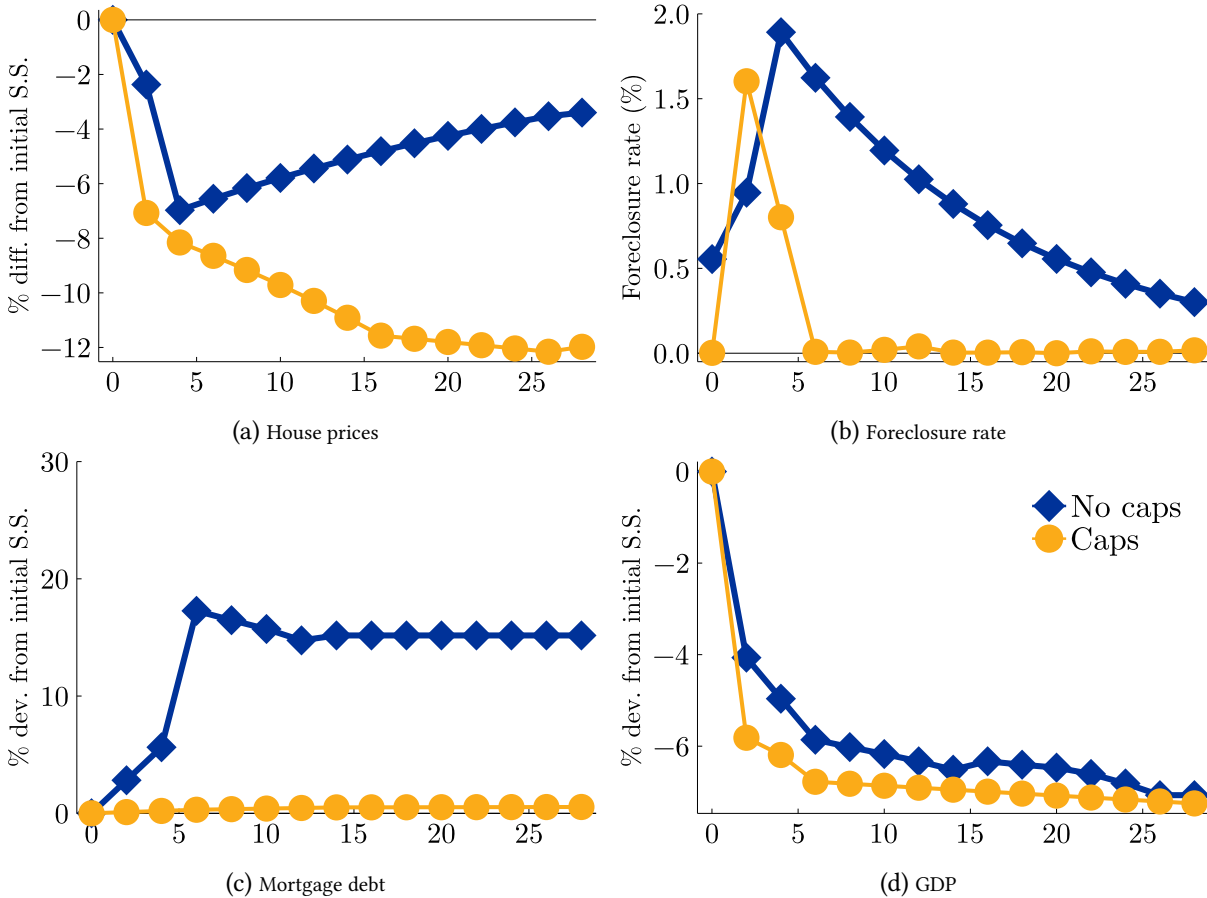 % diff. from initial S.S.
0
−2
−4
−6
−8
−10
−12
0 5 10 15 20 25
(a) House prices
Foreclosure rate (%)
2.0
1.5
1.0
0.5
0.0
0 5 10 15 20 25
(b) Foreclosure rate
% dev. from initial S.S.
30
20
10
0
0 5 10 15 20 25
(c) Mortgage debt
% dev. from initial S.S.
0
−2
−4
−6
No caps
Caps
0 5 10 15 20 25
(d) GDP